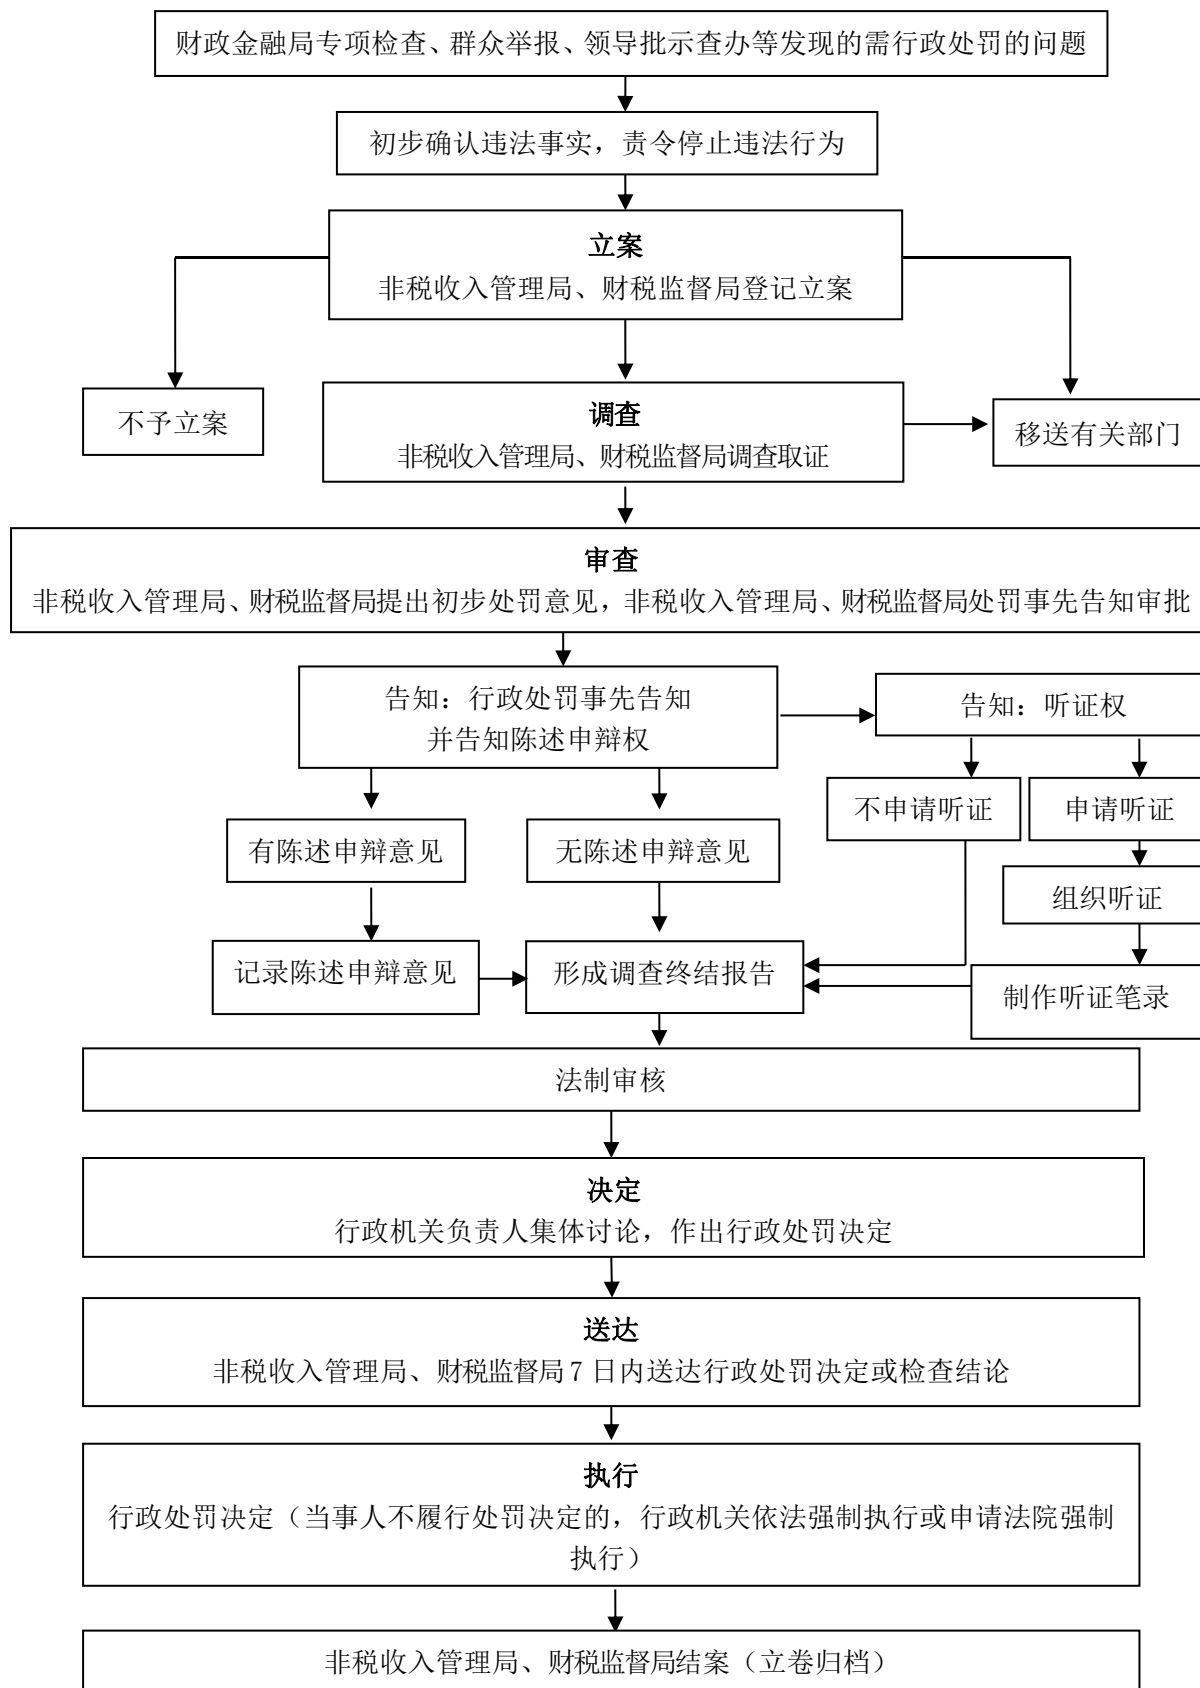 财政金融局专项检查、群众举报、领导批示查办等发现的需行政处罚的问题
初步确认违法事实，责令停止违法行为
立案
非税收入管理局、财税监督局登记立案
不予立案
调查
非税收入管理局、财税监督局调查取证
移送有关部门
审查
非税收入管理局、财税监督局提出初步处罚意见，非税收入管理局、财税监督局处罚事先告知审批
告知：行政处罚事先告知
并告知陈述申辩权
告知：听证权
不申请听证
申请听证
有陈述申辩意见
无陈述申辩意见
组织听证
记录陈述申辩意见
形成调查终结报告
制作听证笔录
法制审核
决定
行政机关负责人集体讨论，作出行政处罚决定
送达
非税收入管理局、财税监督局7日内送达行政处罚决定或检查结论
执行
行政处罚决定（当事人不履行处罚决定的，行政机关依法强制执行或申请法院强制
执行）
非税收入管理局、财税监督局结案（立卷归档）